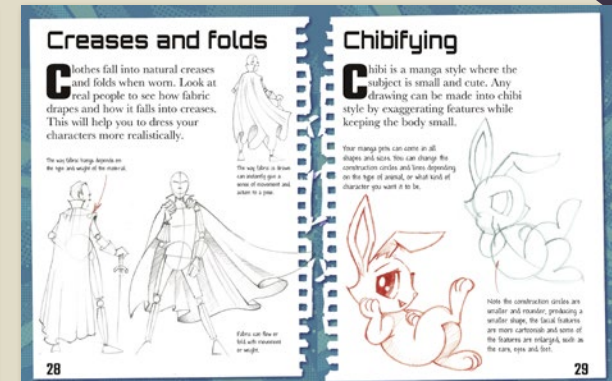 Creases and folds
Clothes fall into natural creases
and folds when worn. Look at
real people to see how fabric
drapes and how it falls into creases.
This will help you to dress your
characters more realistically.
The way fabric hangs depends on
the type and weight of the material.
The way fabric is drawn
can instantly give a
sense of movement and
action to a pose.
Fabric can flow or
fold with movement
or weight.
28
Chibifying
Chibi is a manga style where the
subject is small and cute. Any
drawing can be made into chibi
style by exaggerating features while
keeping the body small.
Your manga pets can come in all
shapes and sizes. You can change the
construction circles and lines depending
on the type of animal, or what kind of
character you want it to be.
Note the construction circles are
smaller and rounder, producing a
smaller shape, the facial features
are more cartoonish and some of
the features are enlarged, such as
the ears, eyes and feet.
29